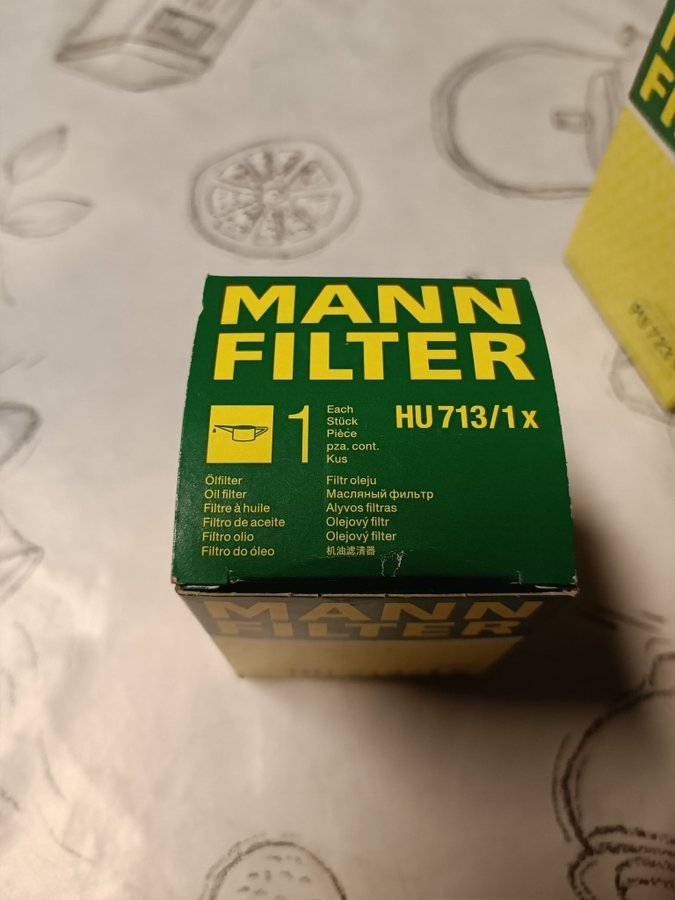 MANN
FILTER
1
Each
Stück
Pièce
pza. cont.
Kus
HU 713/1 x
Ölfilter
Oil filter
Filtre à huile
Filtro de aceite
Filtro olio
Filtro do óleo
Filtr oleju
Масляный фильтр
Alyvos filtras
Olejový filtr
Olejový filter
机油滤清器
MANN
FILTER